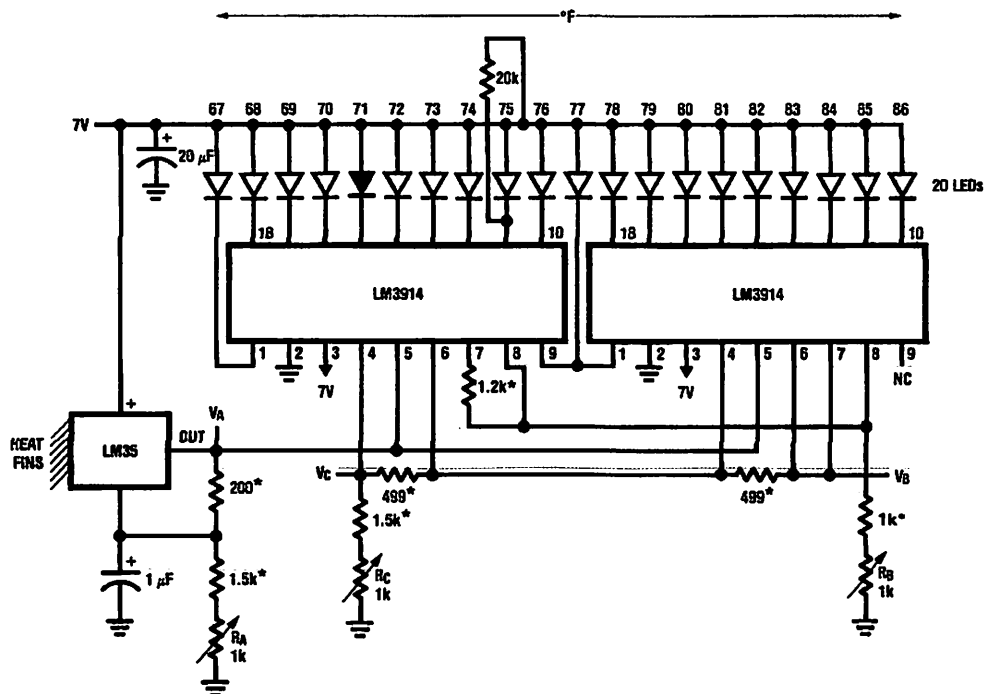 °F
20k
67 68 69 70 71 72 73 74 75 76 77 78 79 80 81 82 83 84 85 86
7V
+
20 μF
20 LEDs
18 10 18 10
LM3914 LM3914
1 2 3 4 5 6 7 8 9 1 2 3 4 5 6 7 8 9
7V 1.2k* 7V NC
+
VA
HEAT
FINS
LM35
OUT
VC 499* 499* VB
200*
1.5k*
1k*
+
1 μF
1.5k*
RC
1k
RB
1k
RA
1k